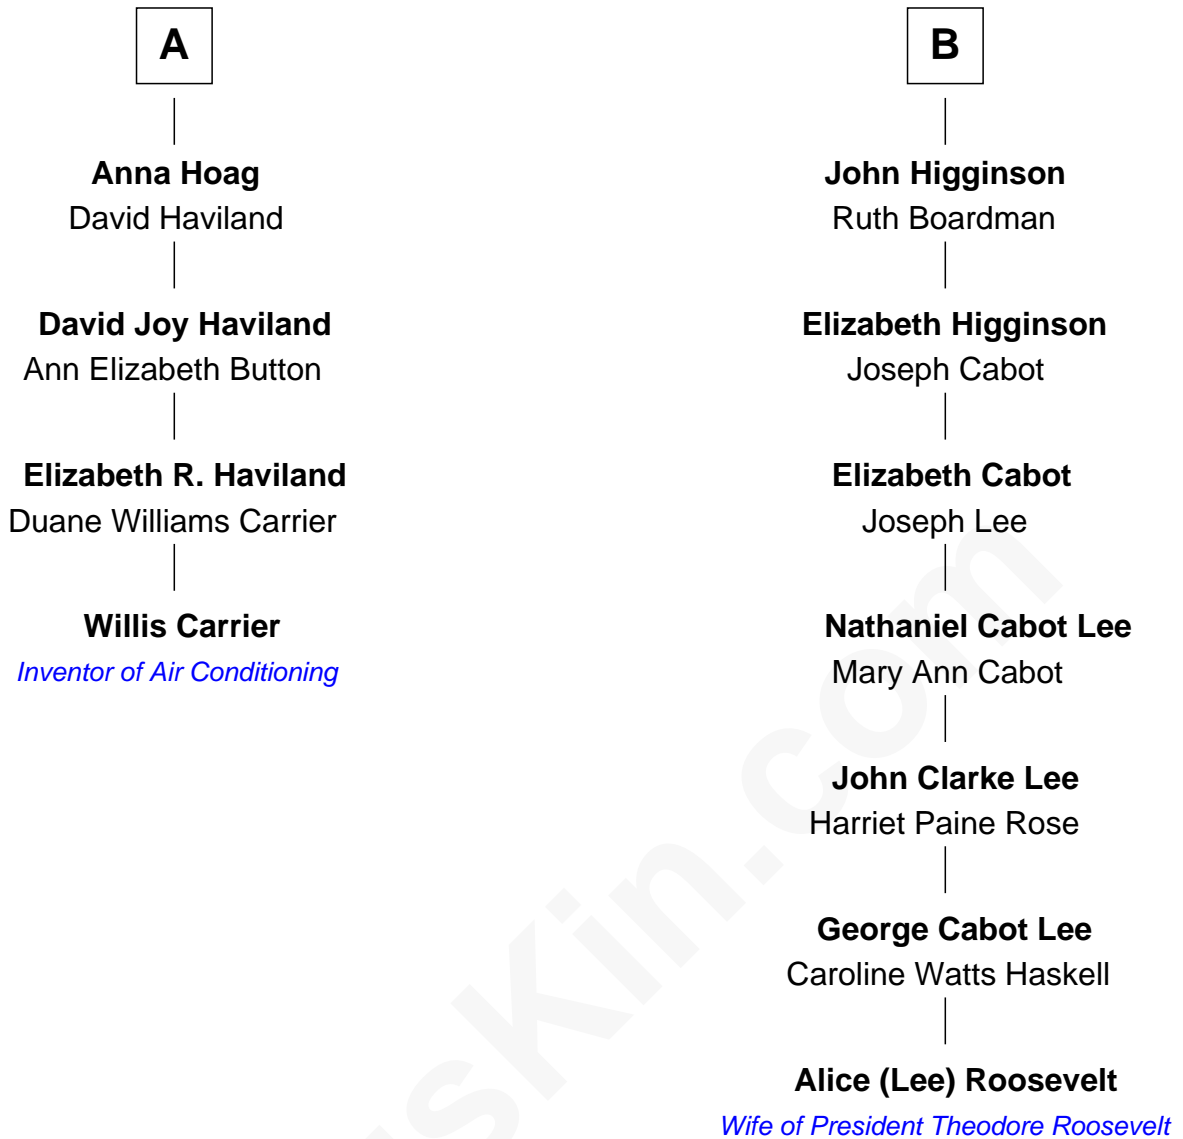 A
Anna Hoag
David Haviland
David Joy Haviland
Ann Elizabeth Button
Elizabeth R. Haviland
Duane Williams Carrier
Willis Carrier
Inventor of Air Conditioning
B
John Higginson
Ruth Boardman
Elizabeth Higginson
Joseph Cabot
Elizabeth Cabot
Joseph Lee
Nathaniel Cabot Lee
Mary Ann Cabot
John Clarke Lee
Harriet Paine Rose
George Cabot Lee
Caroline Watts Haskell
Alice (Lee) Roosevelt
Wife of President Theodore Roosevelt
sKin.com